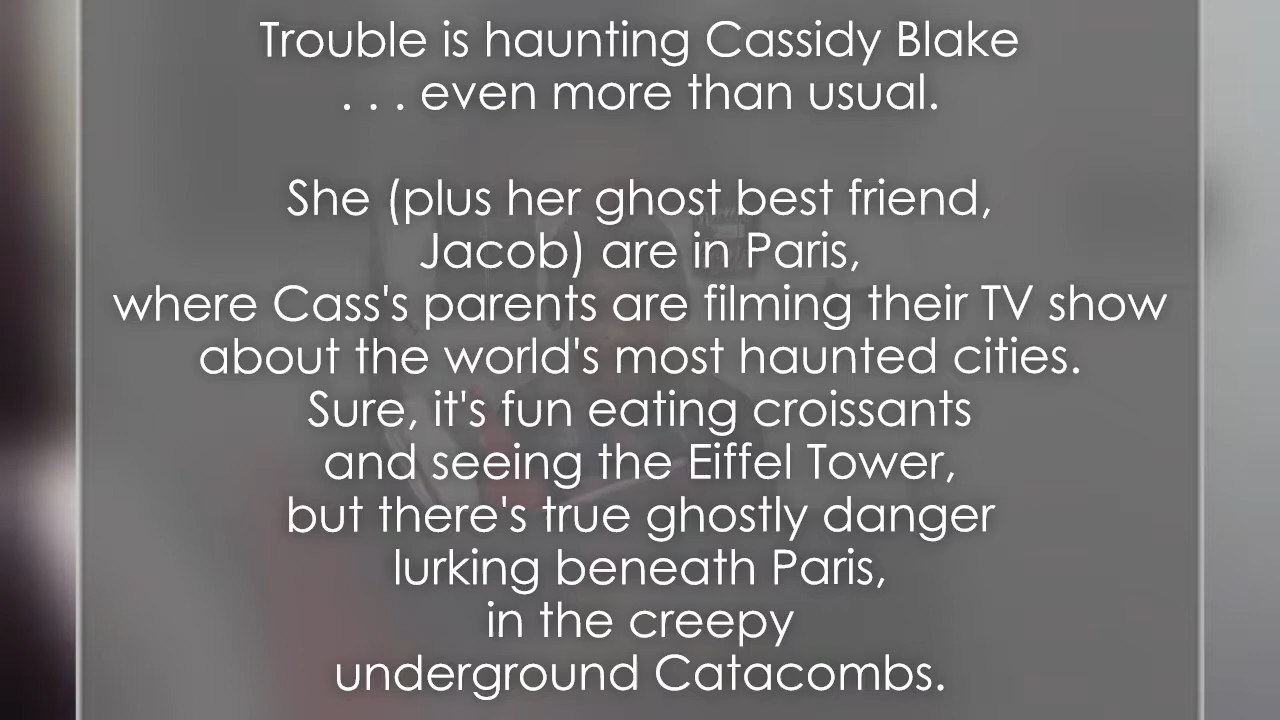 Trouble is haunting Cassidy Blake
. . . even more than usual.
She (plus her ghost best friend,
Jacob) are in Paris,
where Cass's parents are filming their TV show
about the world's most haunted cities.
Sure, it's fun eating croissants
and seeing the Eiffel Tower,
but there's true ghostly danger
lurking beneath Paris,
in the creepy
underground Catacombs.